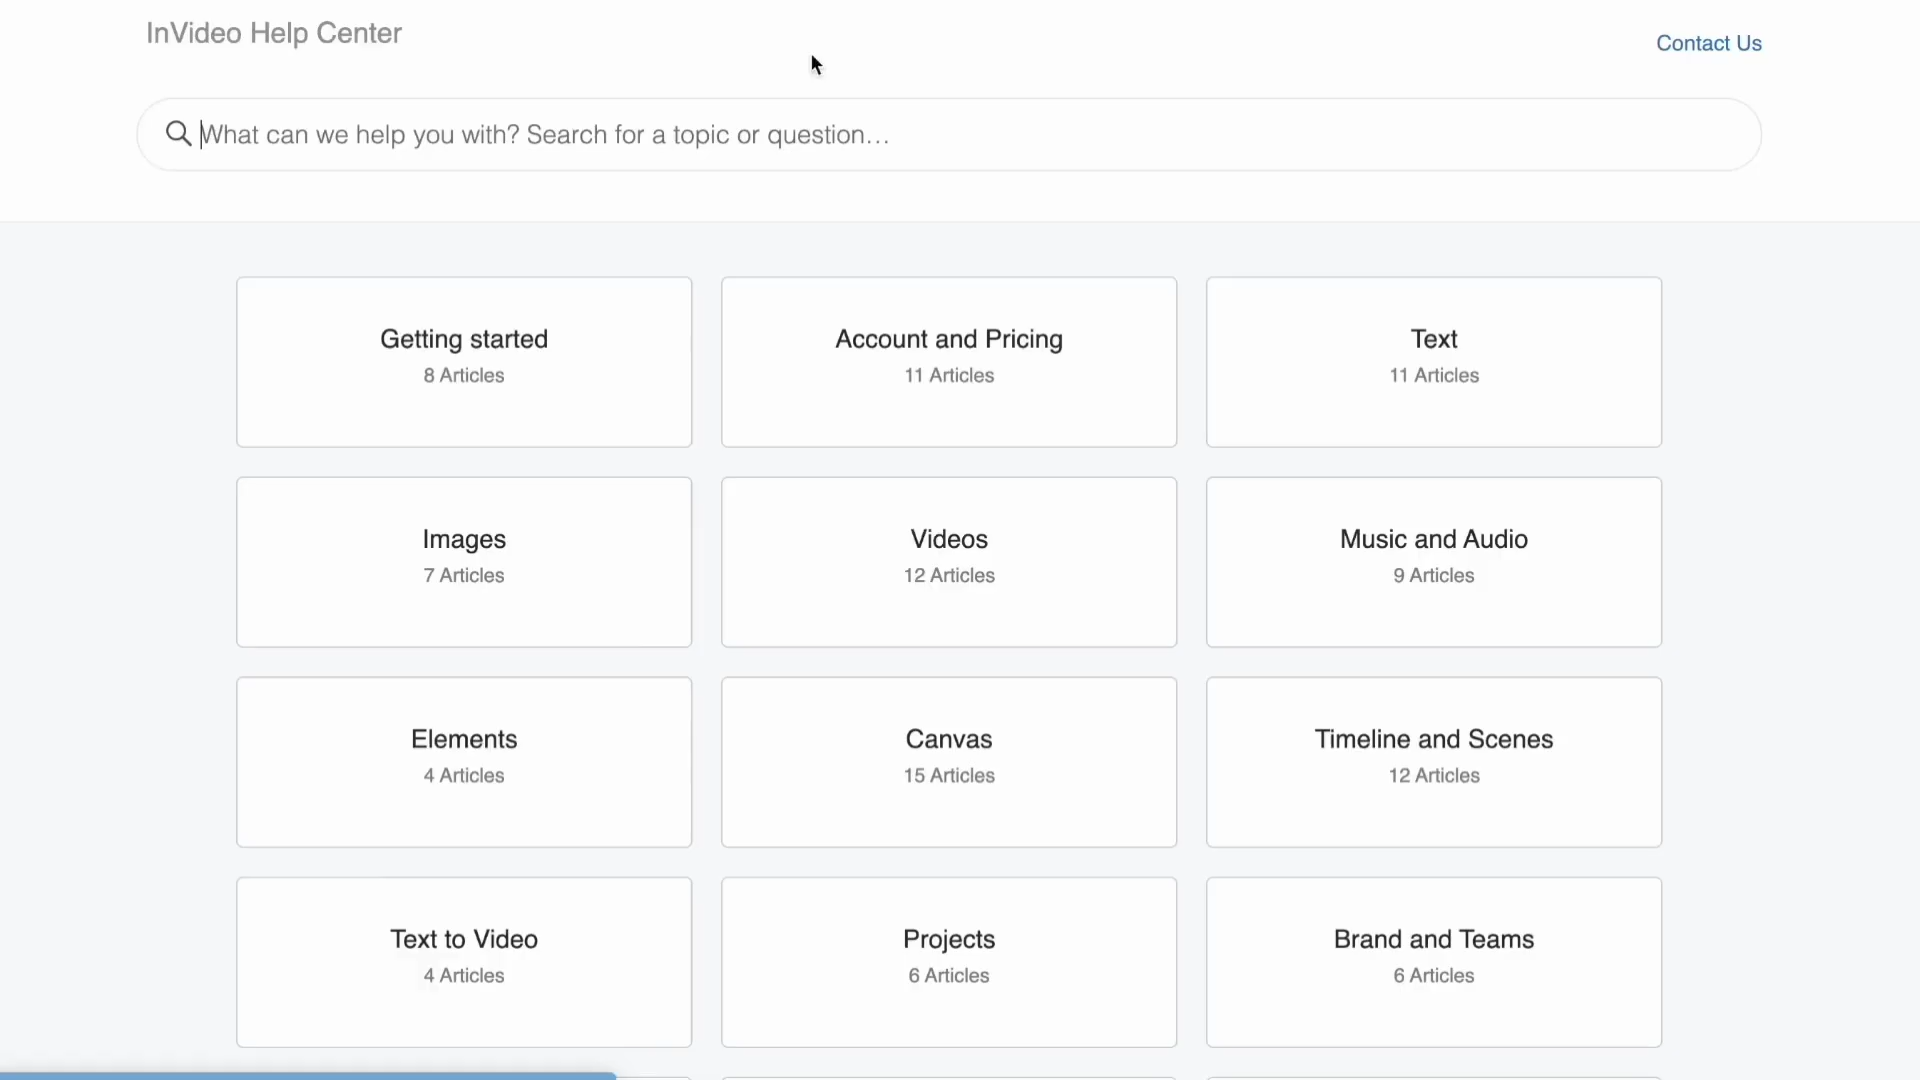 InVideo Help Center
Contact Us
What can we help you with? Search for a topic or question...
Getting started
8 Articles
Account and Pricing
11 Articles
Text
11 Articles
Images
7 Articles
Videos
12 Articles
Music and Audio
9 Articles
Elements
4 Articles
Canvas
15 Articles
Timeline and Scenes
12 Articles
Text to Video
4 Articles
Projects
6 Articles
Brand and Teams
6 Articles